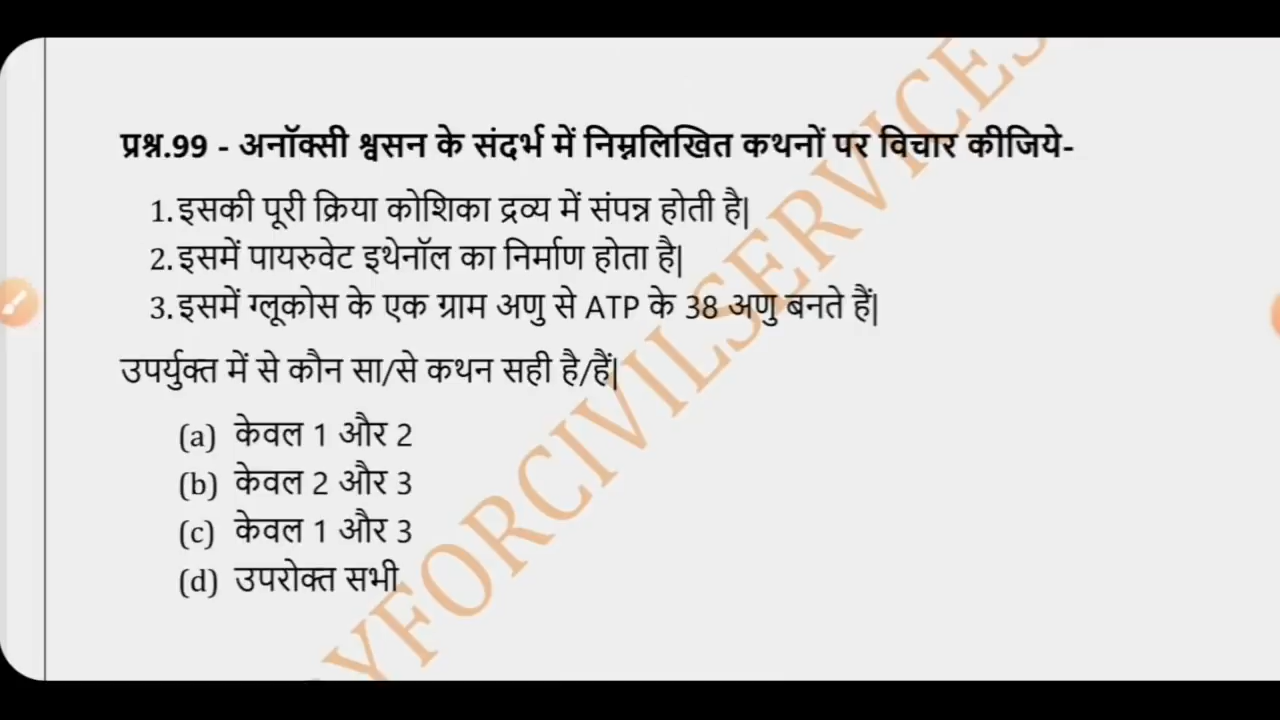 प्रश्न.99 - अनॉक्सी श्वसन के संदर्भ में निम्नलिखित कथनों पर विचार कीजिये-
1. इसकी पूरी क्रिया कोशिका द्रव्य में संपन्न होती है|
2. इसमें पायरुवेट इथेनॉल का निर्माण होता है|
3. इसमें ग्लूकोस के एक ग्राम अणु से ATP के 38 अणु बनते हैं|
उपर्युक्त में से कौन सा/से कथन सही है/हैं|
(a) केवल 1 और 2
(b) केवल 2 और 3
(c) केवल 1 और 3
(d) उपरोक्त सभी
YFORCIVILSERVICES